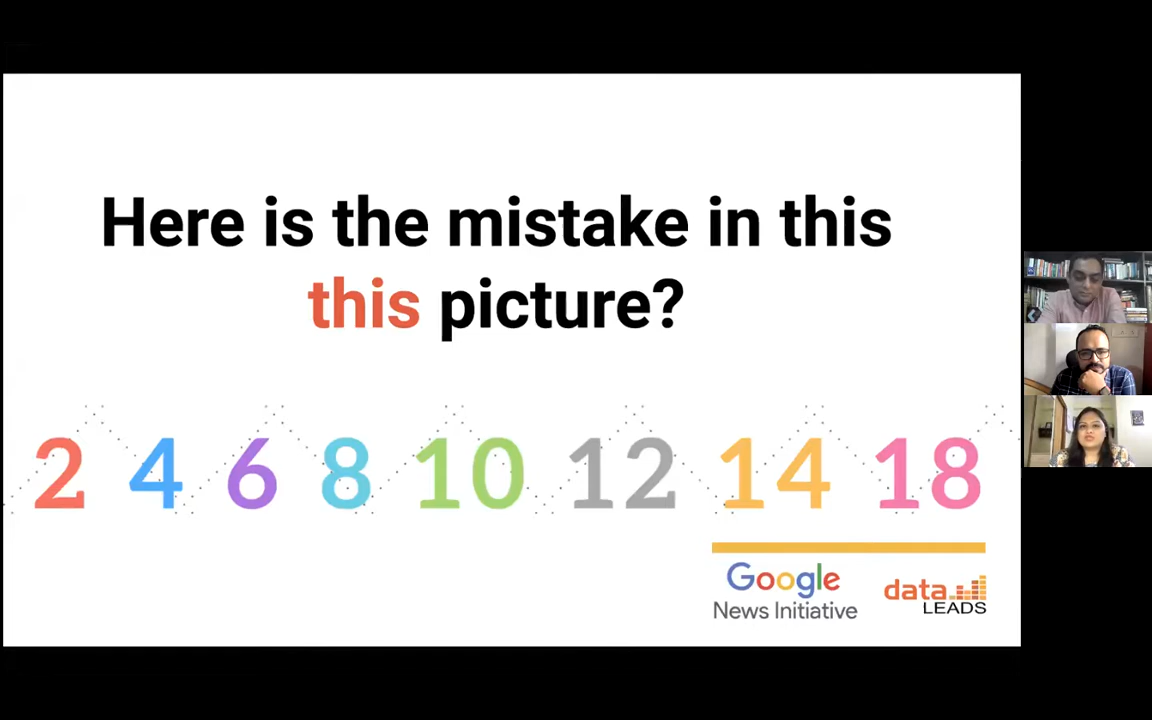 Here is the mistake in this
this picture?
2 4 6 8 10 12 14 18
Google
News Initiative
data
LEADS